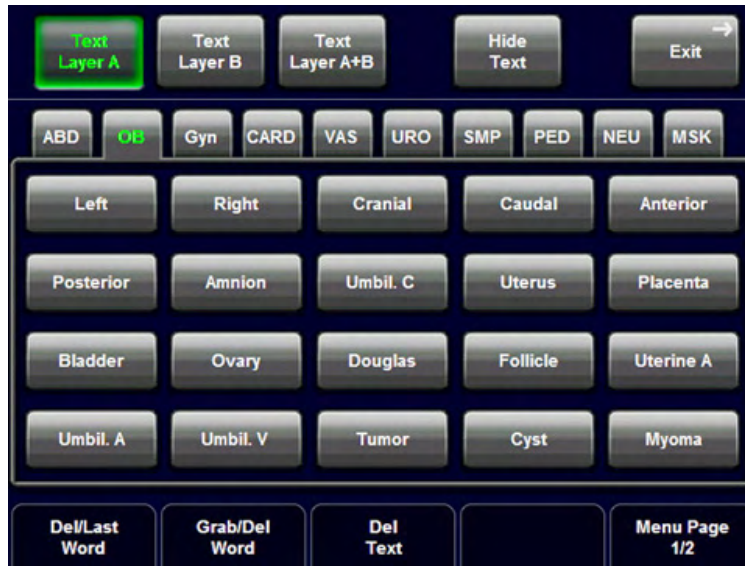 Text Layer A
Text Layer B
Text Layer A+B
Hide Text
Exit
ABD OB Gyn CARD VAS URO SMP PED NEU MSK
Left Right Cranial Caudal Anterior
Posterior Amnion Umbil. C Uterus Placenta
Bladder Ovary Douglas Follicle Uterine A
Umbil. A Umbil. V Tumor Cyst Myoma
Del/Last Word
Grab/Del Word
Del Text
Menu Page 1/2